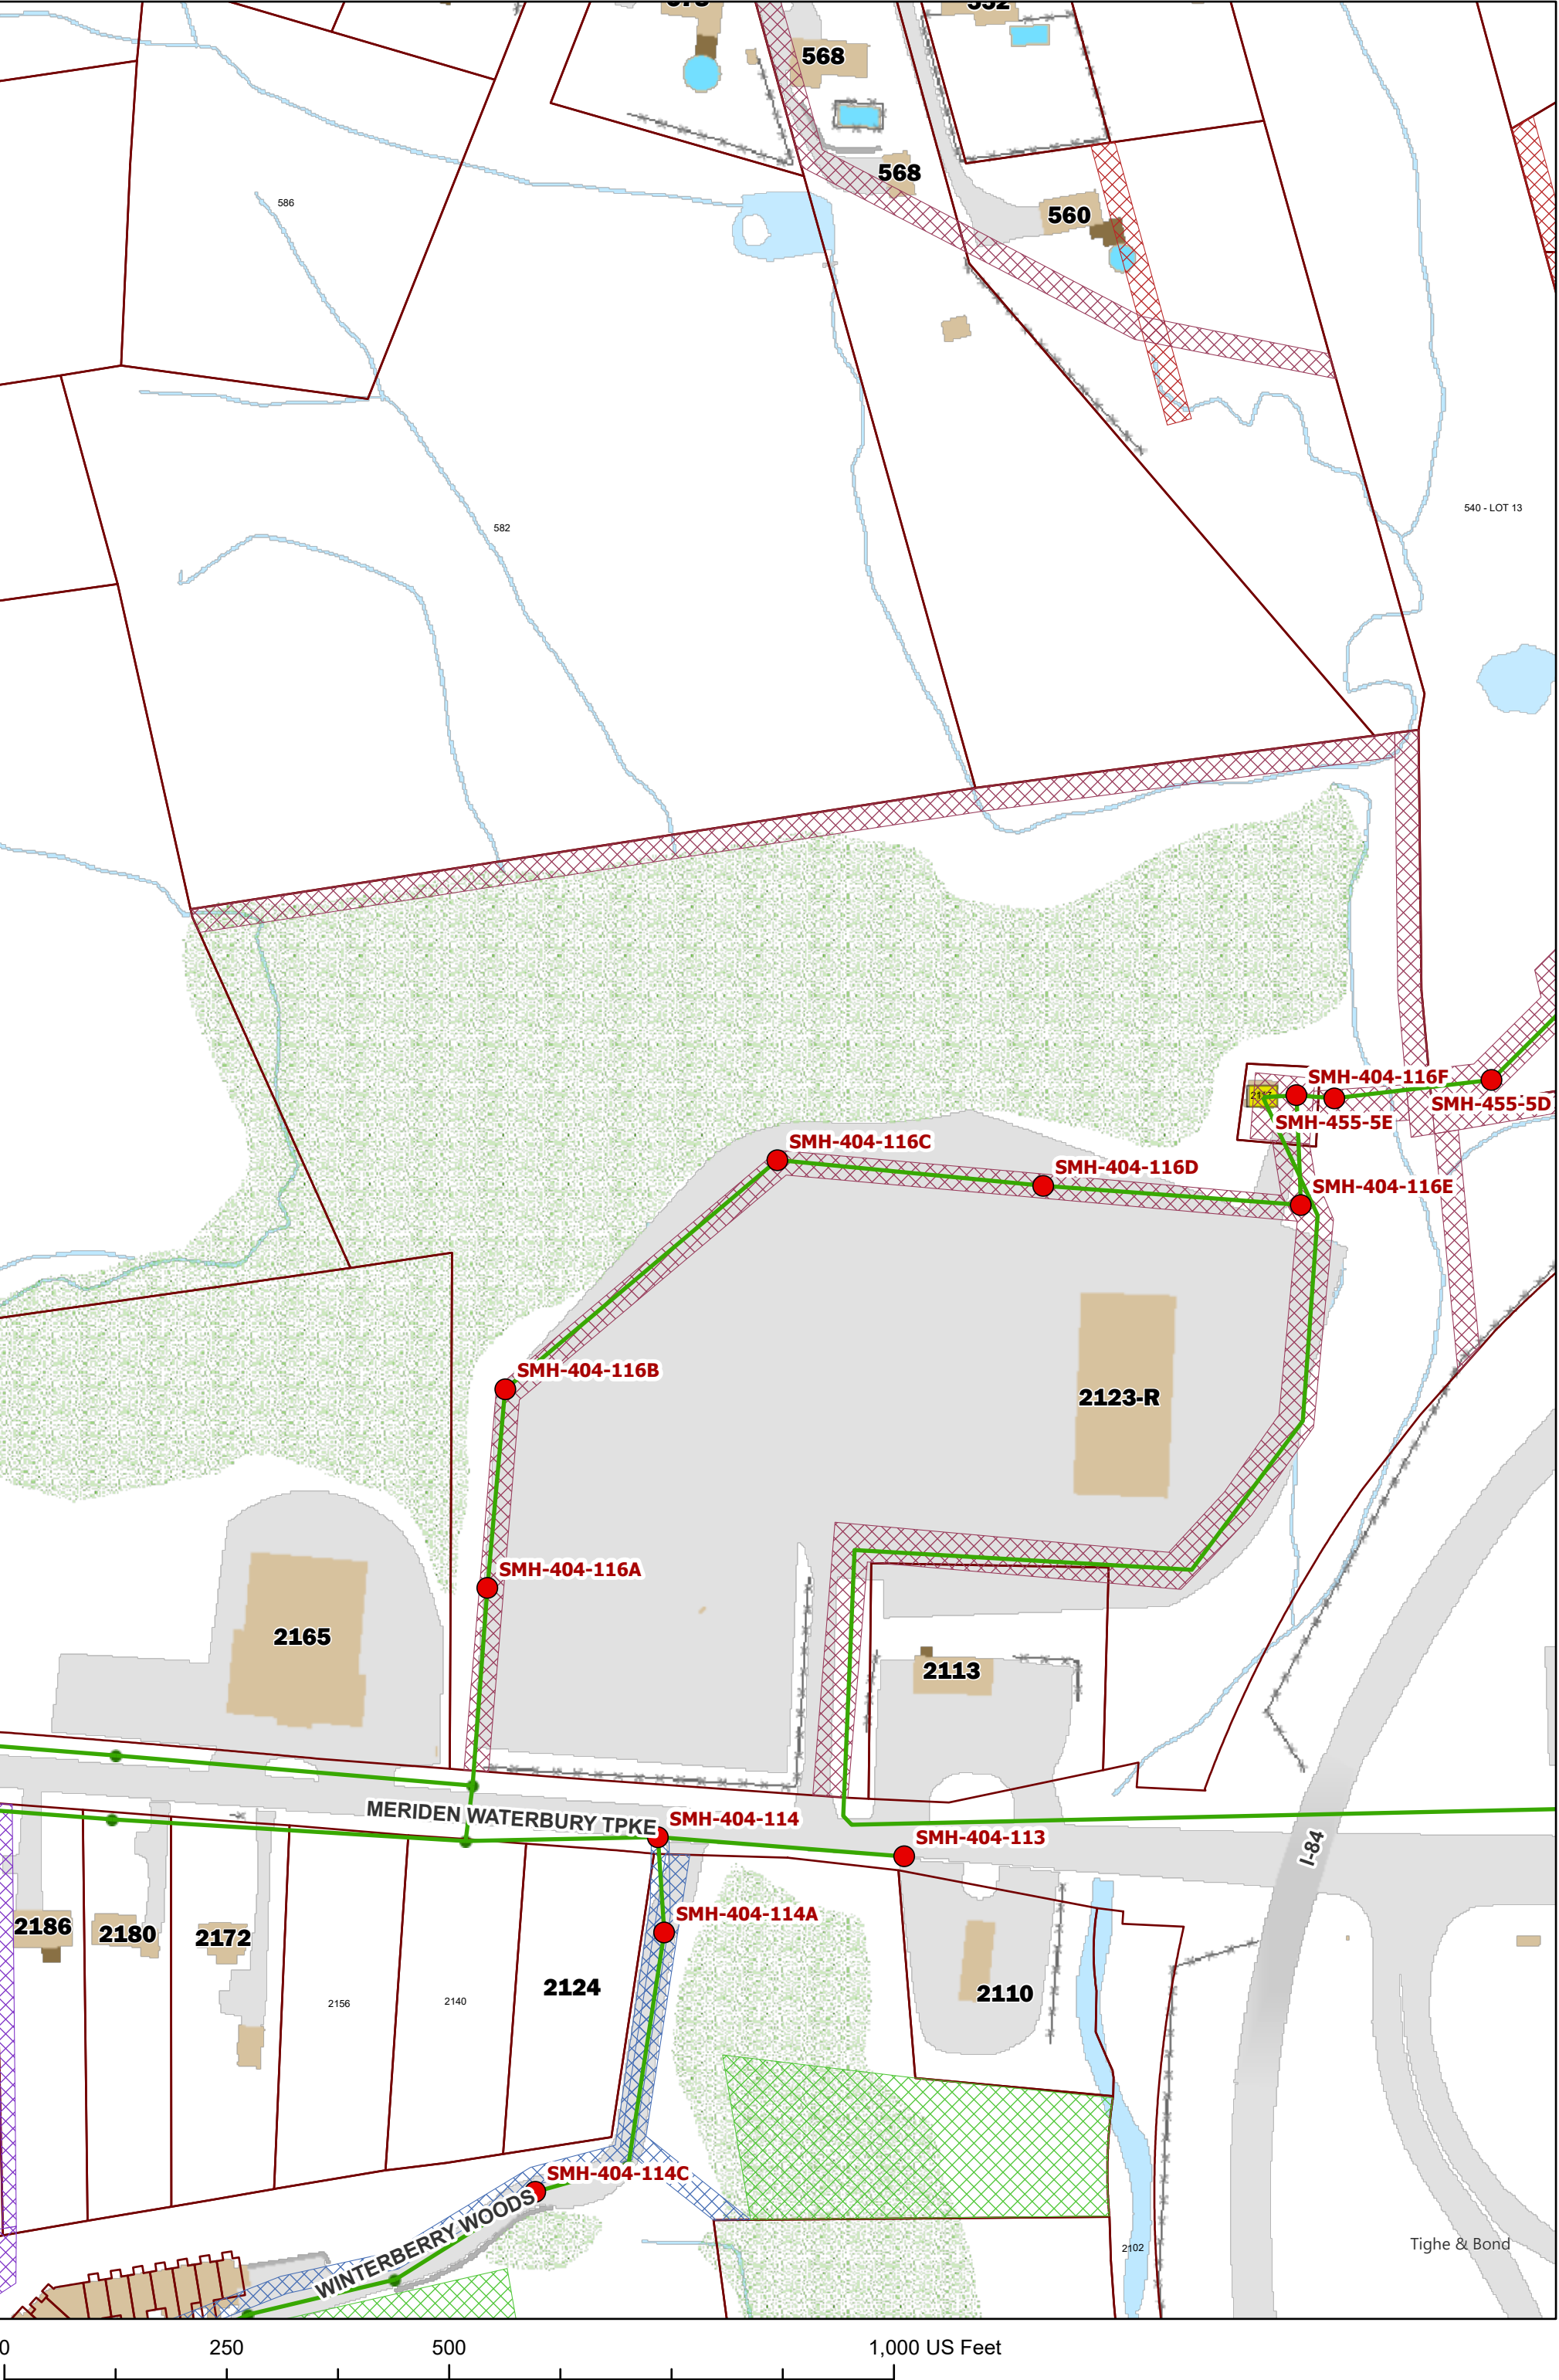 568
568
560
586
582
540 - LOT 13
SMH-404-116F
SMH-455-5D
SMH-455-5E
SMH-404-116C
SMH-404-116D
SMH-404-116E
SMH-404-116B
2123-R
SMH-404-116A
2165
2113
MERIDEN WATERBURY TPKE
SMH-404-114
SMH-404-113
I-84
SMH-404-114A
2186
2180
2172
2124
2110
2156
2140
SMH-404-114C
WINTERBERRY WOODS
2102
Tighe & Bond
0 250 500 1,000 US Feet